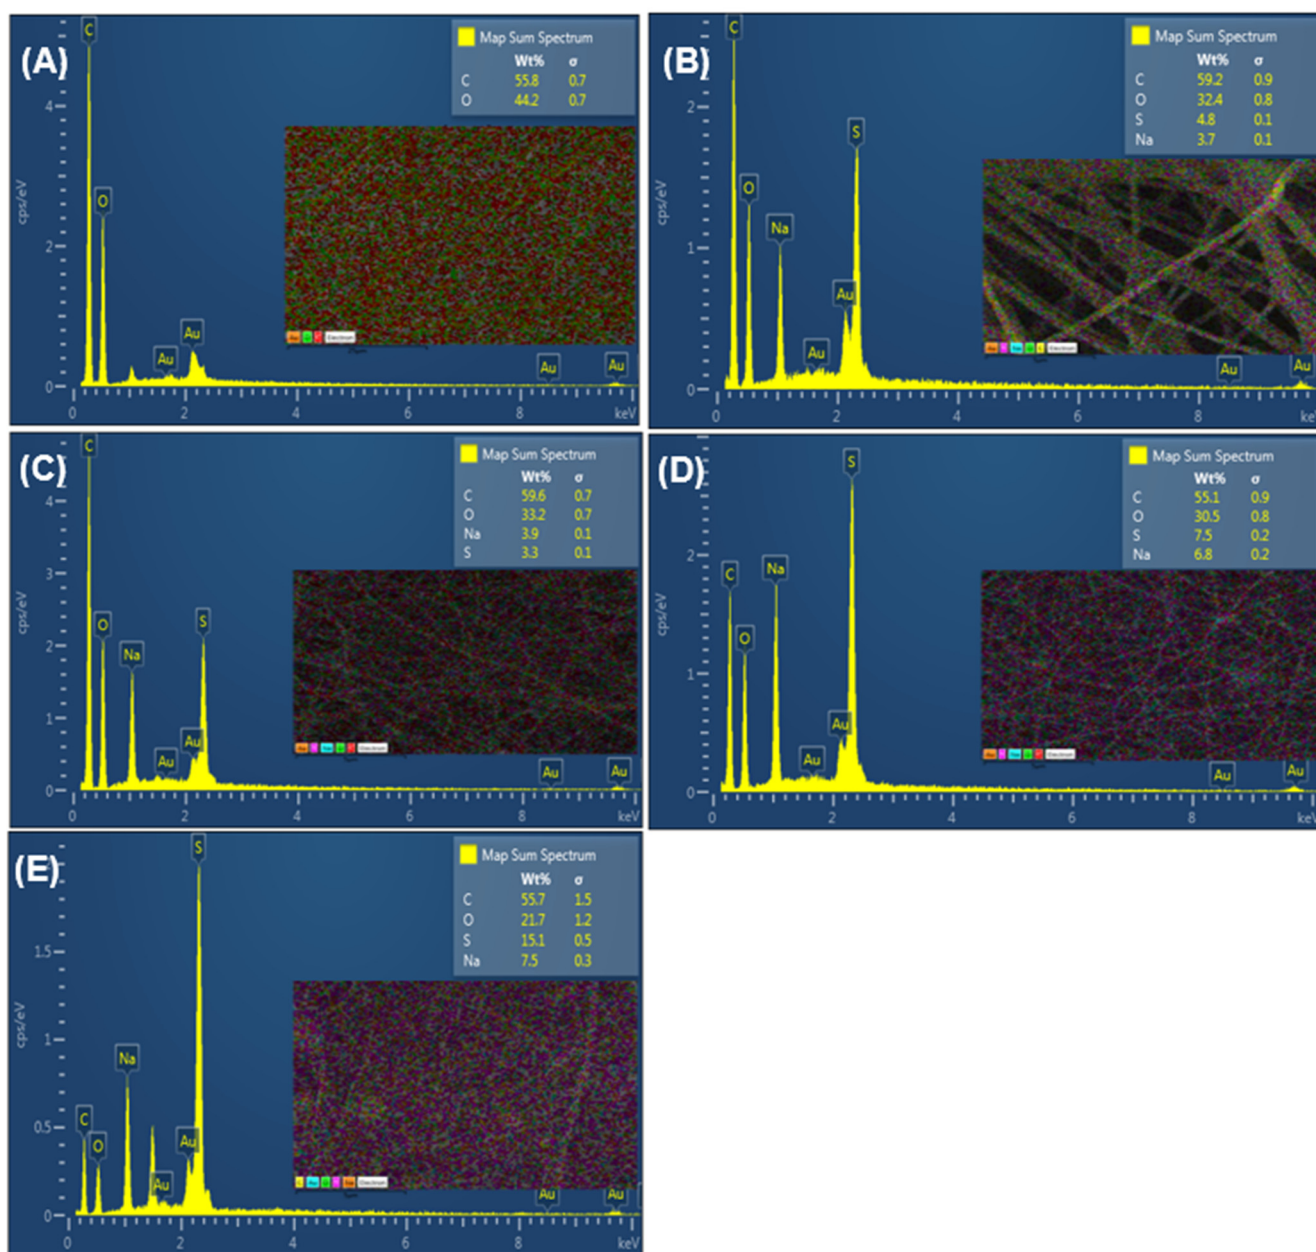 (A)
Map Sum Spectrum
Wt% σ
C 55.8 0.7
O 44.2 0.7
C
O
Au
Au
Au
Au
cps/eV
4
2
0
0 2 4 6 8 keV
Electron
(B)
Map Sum Spectrum
Wt% σ
C 59.2 0.9
O 32.4 0.8
S 4.8 0.1
Na 3.7 0.1
C
O
Na
S
Au
Au
Au
Au
cps/eV
2
1
0
0 2 4 6 8 ke
Electron
(C)
Map Sum Spectrum
Wt% σ
C 59.6 0.7
O 33.2 0.7
Na 3.9 0.1
S 3.3 0.1
C
O
Na
S
Au
Au
Au
Au
cps/eV
4
3
2
1
0
0 2 4 6 8 keV
Electron
(D)
Map Sum Spectrum
Wt% σ
C 55.1 0.9
O 30.5 0.8
S 7.5 0.2
Na 6.8 0.2
S
C
Na
O
Au
Au
Au
Au
cps/eV
2
1
0
0 2 4 6 8 keV
Electron
(E)
Map Sum Spectrum
Wt% σ
C 55.7 1.5
O 21.7 1.2
S 15.1 0.5
Na 7.5 0.3
S
Na
C
O
Au
Au
Au
Au
cps/eV
1.5
1
0.5
0
0 2 4 6 8 keV
Electron